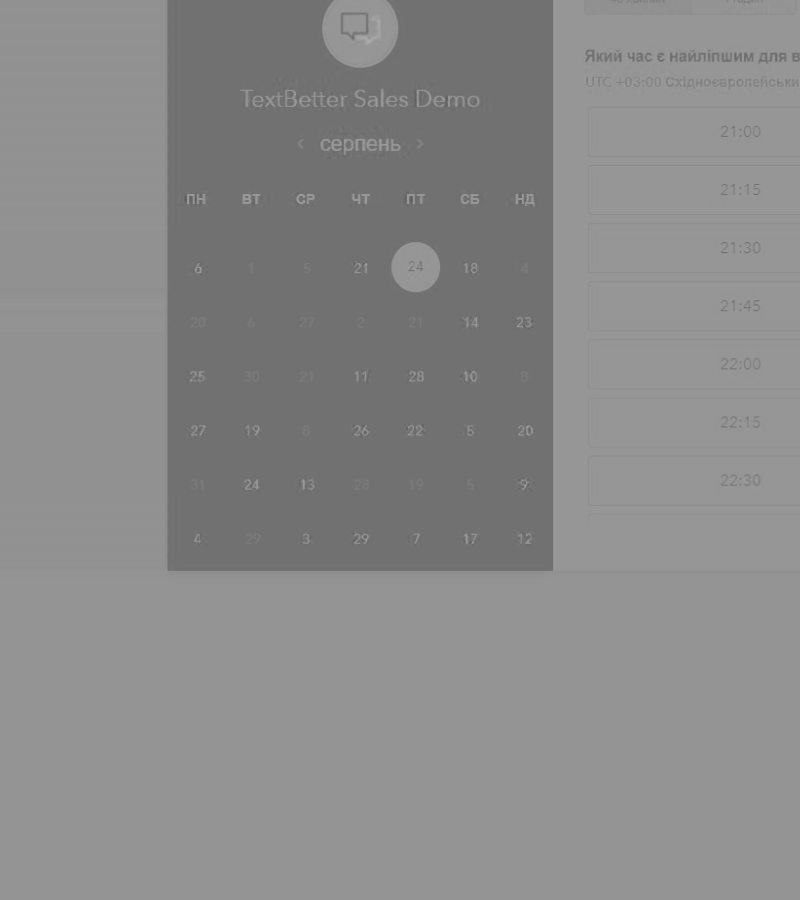 TextBetter Sales Demo
‹ серпень ›
ПН ВТ СР ЧТ ПТ СБ НД
6 1 5 21 24 18 4
20 6 27 2 21 14 23
25 30 21 11 28 10 8
27 19 8 26 22 5 20
31 24 13 28 19 5 9
4 29 3 29 7 17 12
Який час є найліпшим для в
UTC +03:00 Східноєвропейськи
21:00
21:15
21:30
21:45
22:00
22:15
22:30